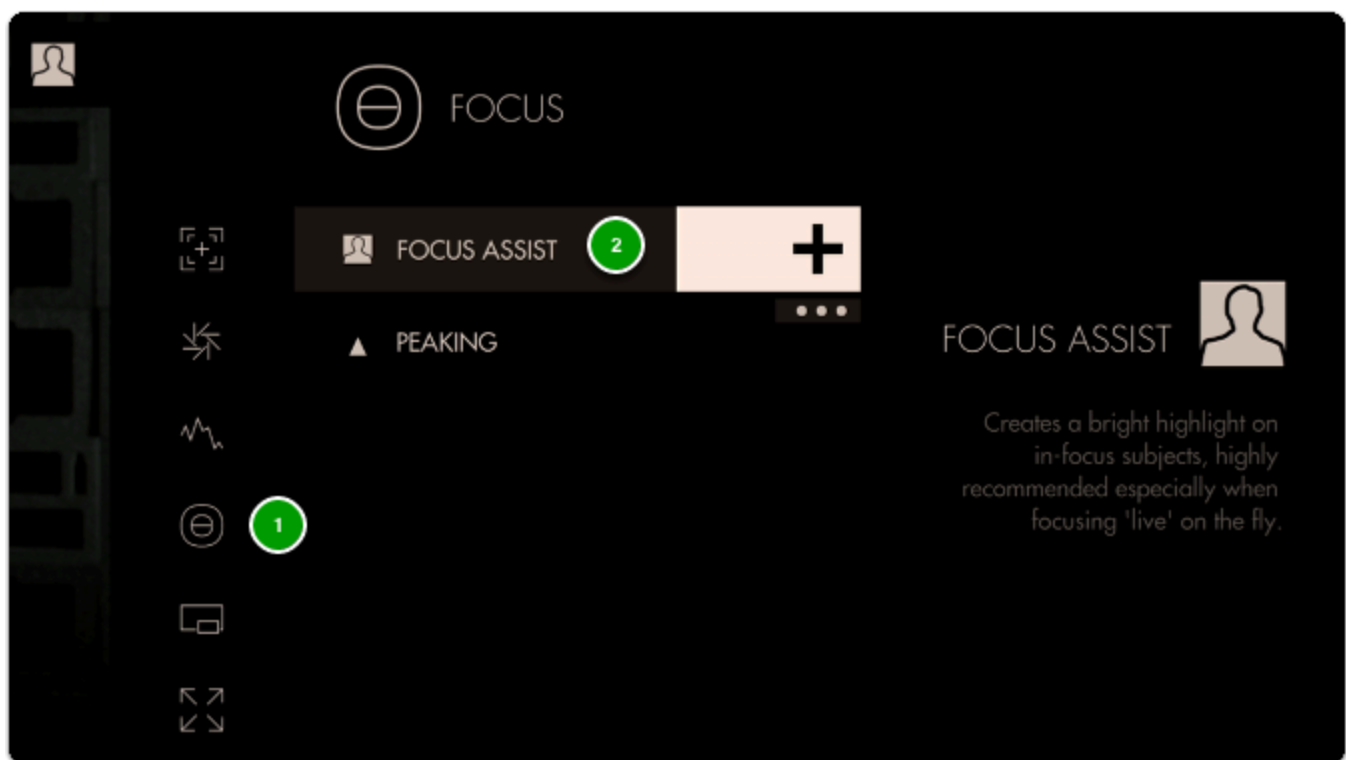 FOCUS
FOCUS ASSIST
2
PEAKING
1
FOCUS ASSIST
Creates a bright highlight on
in-focus subjects, highly
recommended especially when
focusing 'live' on the fly.